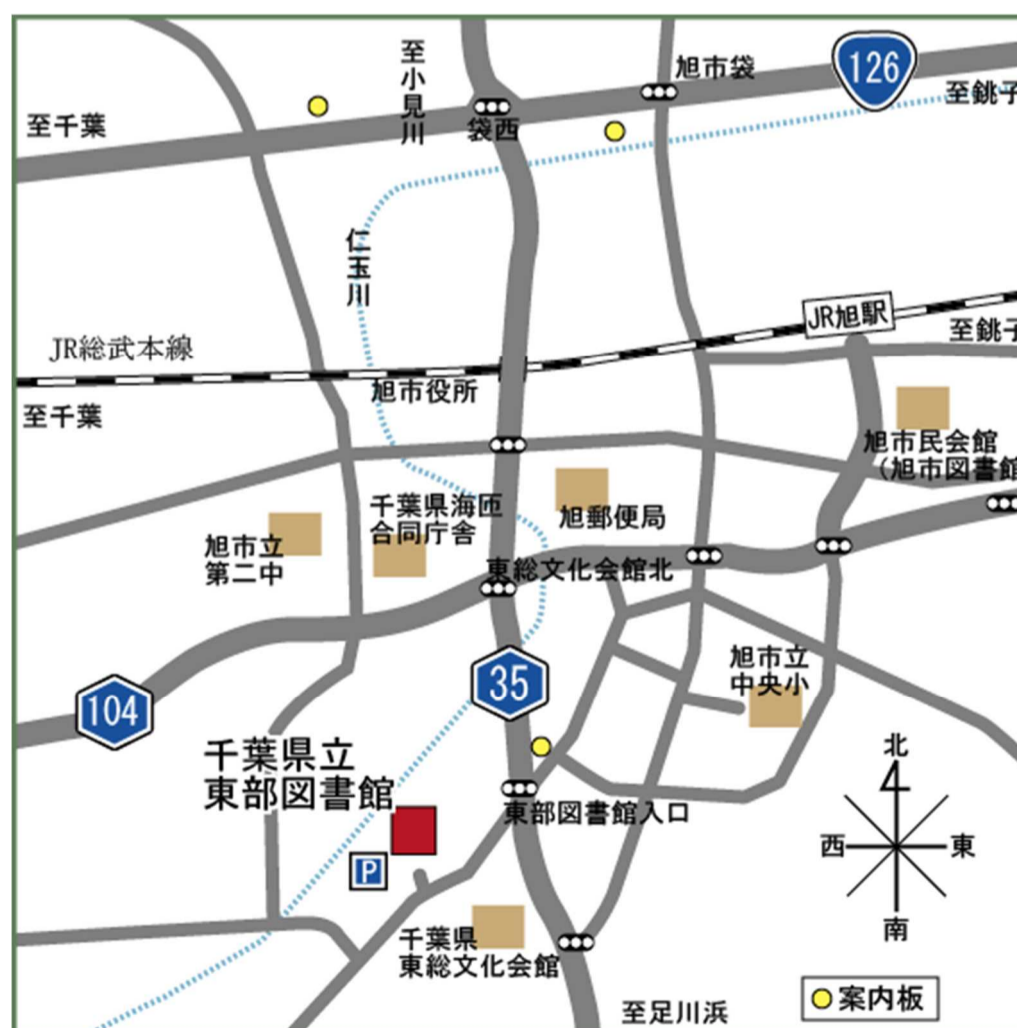 126
至小見川
旭市袋
至銚子
至千葉
袋西
仁玉川
JR旭駅
至銚子
JR総武本線
旭市役所
至千葉
旭市民会館
（旭市図書館
千葉県海匝
合同庁舎
旭郵便局
旭市立
第二中
東総文化会館北
35
旭市立
中央小
104
千葉県立
東部図書館
P
東部図書館入口
北
西
東
南
千葉県
東総文化会館
案内板
至足川浜